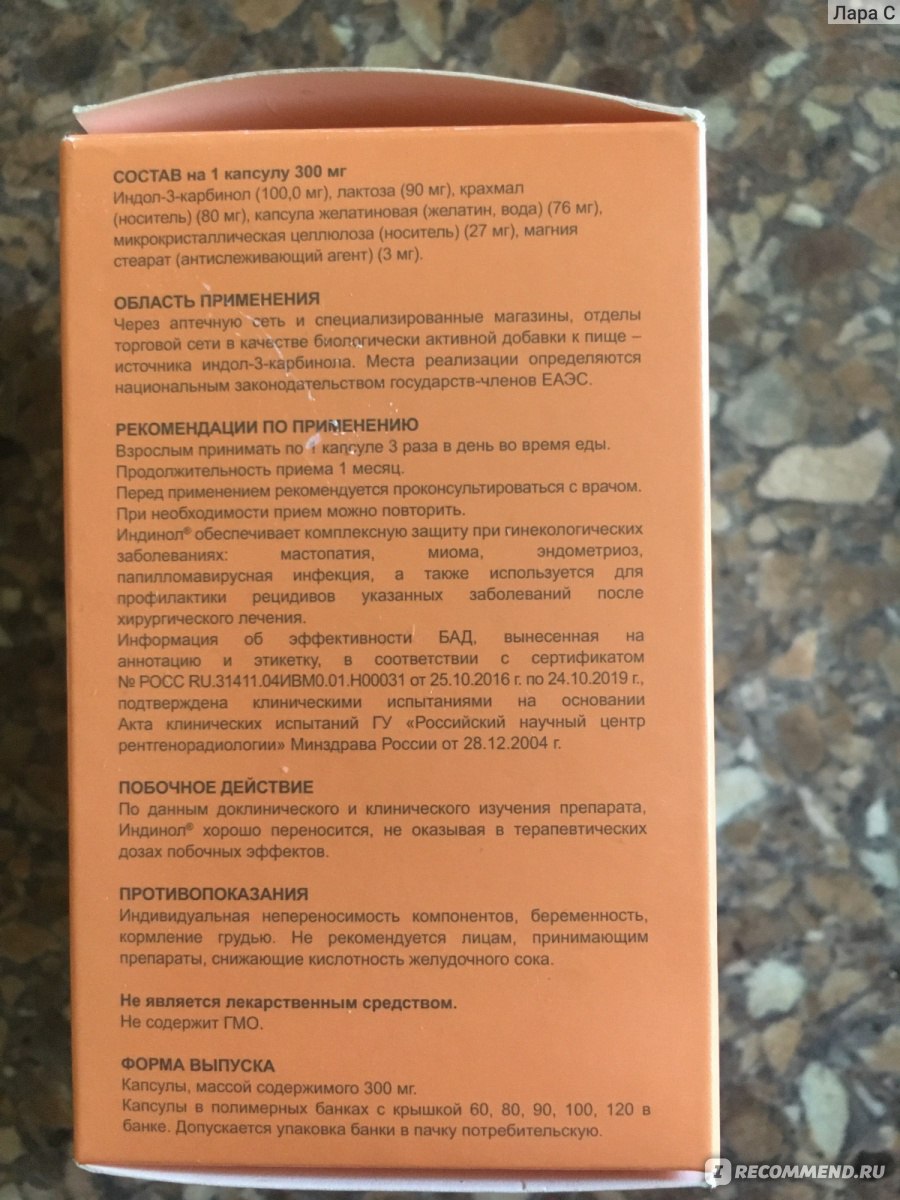 Лара С
СОСТАВ на 1 капсулу 300 мг
Индол-3-карбинол (100,0 мг), лактоза (90 мг), крахмал
(носитель) (80 мг), капсула желатиновая (желатин, вода) (76 мг),
микрокристаллическая целлюлоза (носитель) (27 мг), магния
стеарат (антислеживающий агент) (3 мг).
ОБЛАСТЬ ПРИМЕНЕНИЯ
Через аптечную сеть и специализированные магазины, отделы
торговой сети в качестве биологически активной добавки к пище –
источника индол-3-карбинола. Места реализации определяются
национальным законодательством государств-членов ЕАЭС.
РЕКОМЕНДАЦИИ ПО ПРИМЕНЕНИЮ
Взрослым принимать по 1 капсуле 3 раза в день во время еды.
Продолжительность приема 1 месяц.
Перед применением рекомендуется проконсультироваться с врачом.
При необходимости прием можно повторить.
Индинол® обеспечивает комплексную защиту при гинекологических
заболеваниях: мастопатия, миома, эндометриоз,
папилломавирусная инфекция, а также используется для
профилактики рецидивов указанных заболеваний после
хирургического лечения.
Информация об эффективности БАД, вынесенная на
аннотацию и этикетку, в соответствии с сертификатом
№ РОСС RU.31411.04ИВМ0.01.Н00031 от 25.10.2016 г. по 24.10.2019 г.,
подтверждена клиническими испытаниями на основании
Акта клинических испытаний ГУ «Российский научный центр
рентгенорадиологии» Минздрава России от 28.12.2004 г.
ПОБОЧНОЕ ДЕЙСТВИЕ
По данным доклинического и клинического изучения препарата,
Индинол® хорошо переносится, не оказывая в терапевтических
дозах побочных эффектов.
ПРОТИВОПОКАЗАНИЯ
Индивидуальная непереносимость компонентов, беременность,
кормление грудью. Не рекомендуется лицам, принимающим
препараты, снижающие кислотность желудочного сока.
Не является лекарственным средством.
Не содержит ГМО.
ФОРМА ВЫПУСКА
Капсулы, массой содержимого 300 мг.
Капсулы в полимерных банках с крышкой 60, 80, 90, 100, 120 в
банке. Допускается упаковка банки в пачку потребительскую.
IRECOMMEND.RU